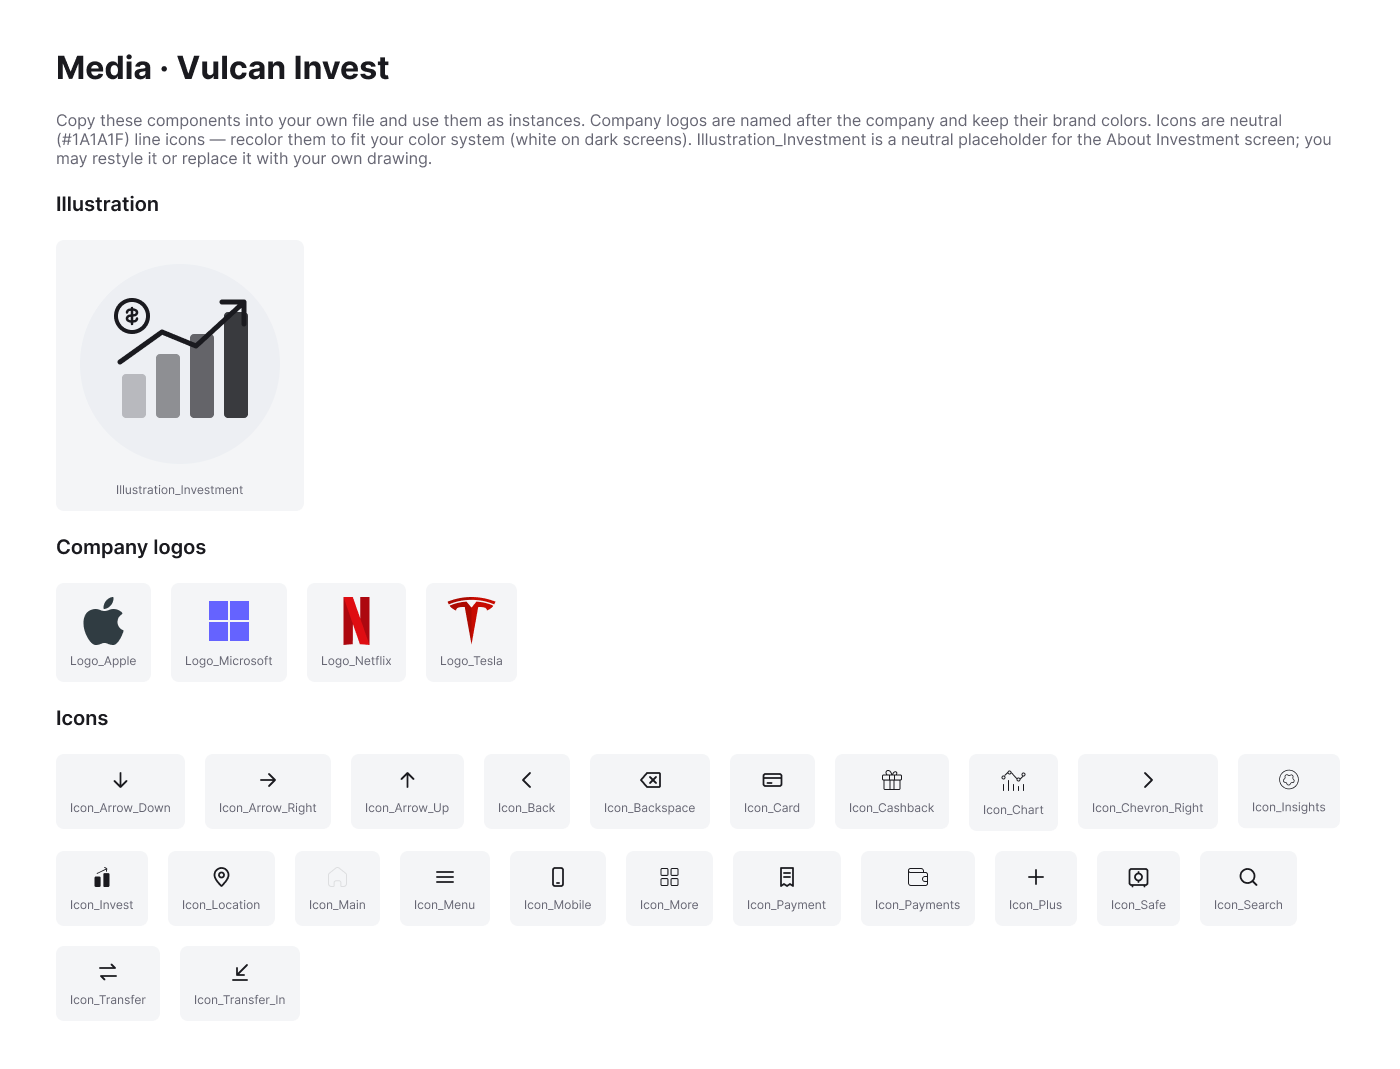 Media · Vulcan Invest
Copy these components into your own file and use them as instances. Company logos are named after the company and keep their brand colors. Icons are neutral
(#1A1A1F) line icons — recolor them to fit your color system (white on dark screens). Illustration_Investment is a neutral placeholder for the About Investment screen; you
may restyle it or replace it with your own drawing.
Illustration
$
Illustration_Investment
Company logos
Logo_Apple Logo_Microsoft Logo_Netflix Logo_Tesla
Icons
Icon_Arrow_Down Icon_Arrow_Right Icon_Arrow_Up Icon_Back Icon_Backspace Icon_Card Icon_Cashback Icon_Chart Icon_Chevron_Right Icon_Insights
Icon_Invest Icon_Location Icon_Main Icon_Menu Icon_Mobile Icon_More Icon_Payment Icon_Payments Icon_Plus Icon_Safe Icon_Search
Icon_Transfer Icon_Transfer_In